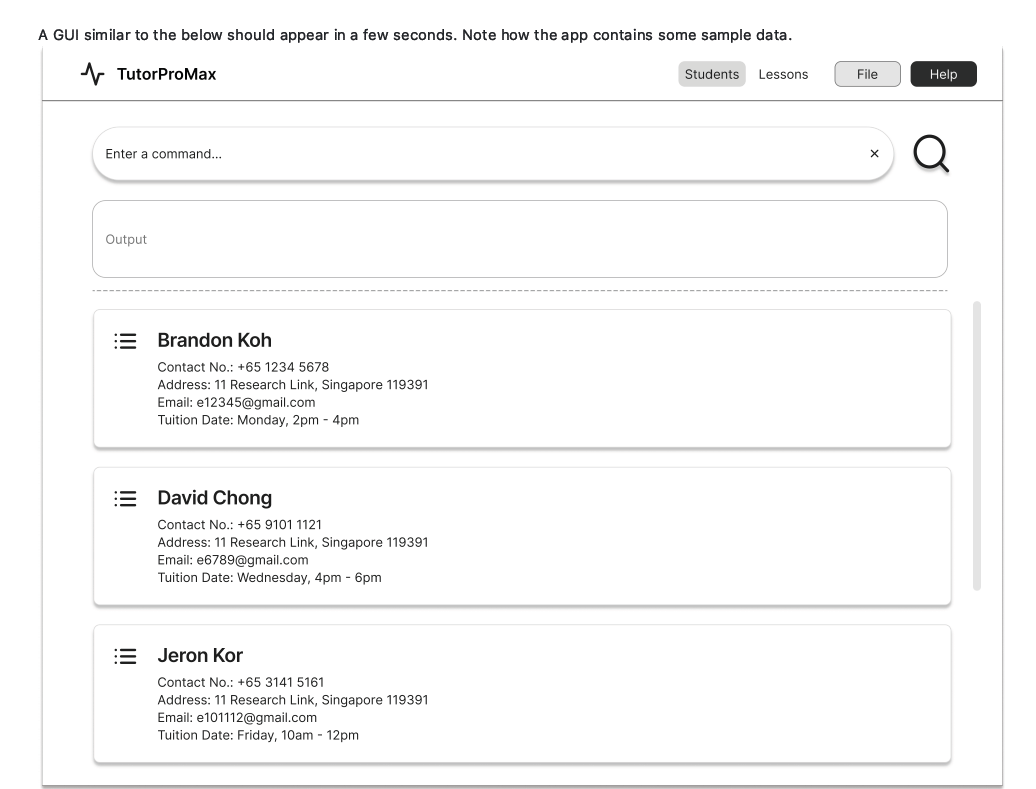 A GUI similar to the below should appear in a few seconds. Note how the app contains some sample data.
TutorProMax
Students Lessons File Help
Enter a command... ×
Output
Brandon Koh
Contact No.: +65 1234 5678
Address: 11 Research Link, Singapore 119391
Email: e12345@gmail.com
Tuition Date: Monday, 2pm - 4pm
David Chong
Contact No.: +65 9101 1121
Address: 11 Research Link, Singapore 119391
Email: e6789@gmail.com
Tuition Date: Wednesday, 4pm - 6pm
Jeron Kor
Contact No.: +65 3141 5161
Address: 11 Research Link, Singapore 119391
Email: e101112@gmail.com
Tuition Date: Friday, 10am - 12pm